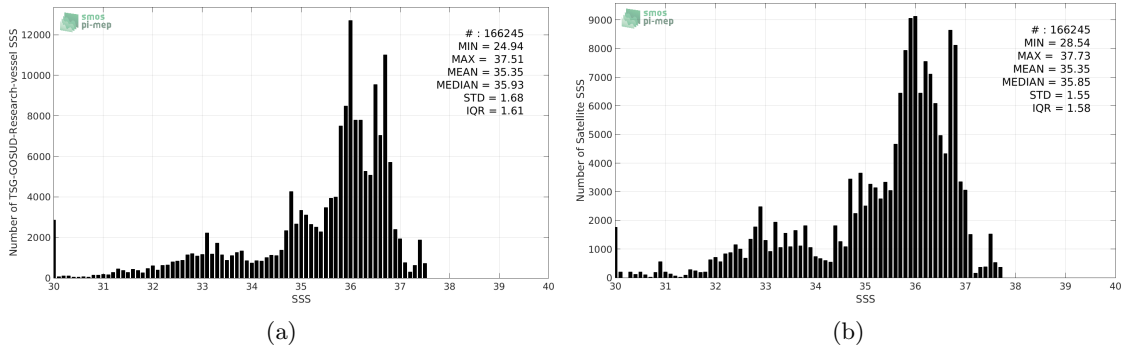 smos
pi-mep
# : 166245
MIN = 24.94
MAX = 37.51
MEAN = 35.35
MEDIAN = 35.93
STD = 1.68
IQR = 1.61
Number of TSG-GOSUD-Research-vessel SSS
12000
10000
8000
6000
4000
2000
0
30 31 32 33 34 35 36 37 38 39 40
SSS
(a)
smos
pi-mep
# : 166245
MIN = 28.54
MAX = 37.73
MEAN = 35.35
MEDIAN = 35.85
STD = 1.55
IQR = 1.58
Number of Satellite SSS
9000
8000
7000
6000
5000
4000
3000
2000
1000
0
30 31 32 33 34 35 36 37 38 39 40
SSS
(b)